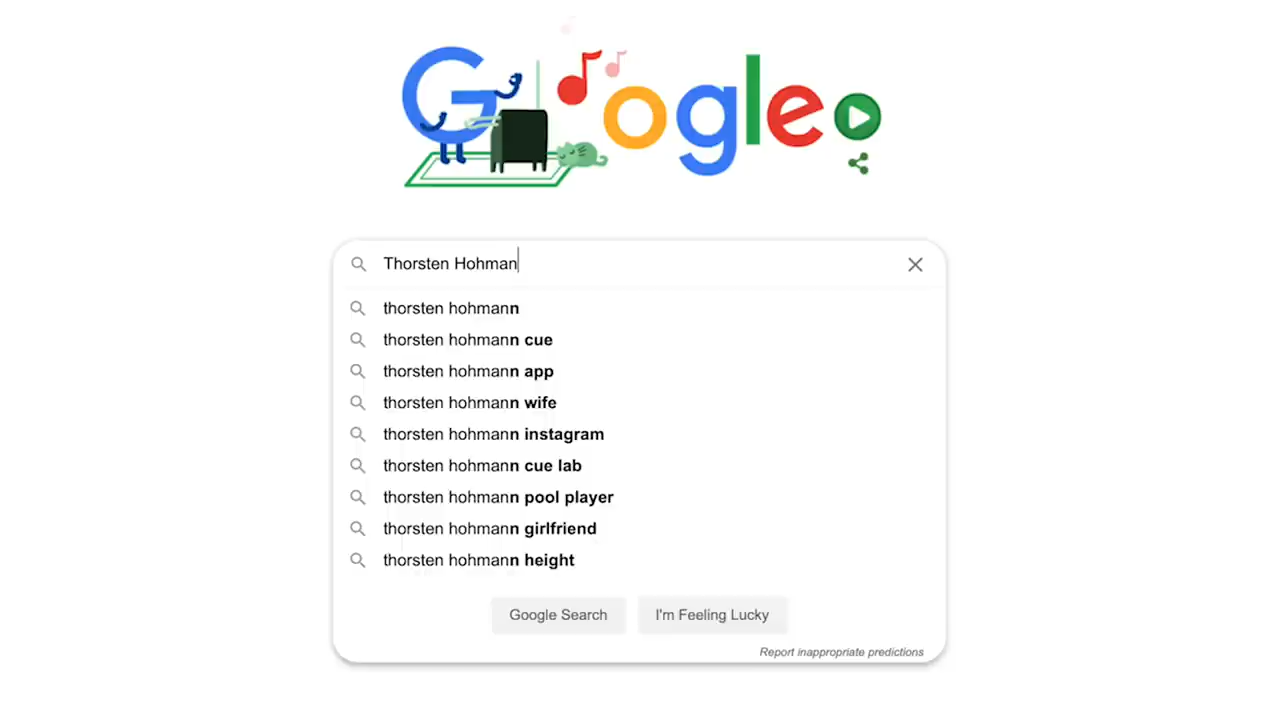 Google
Thorsten Hohman
thorsten hohmann
thorsten hohmann cue
thorsten hohmann app
thorsten hohmann wife
thorsten hohmann instagram
thorsten hohmann cue lab
thorsten hohmann pool player
thorsten hohmann girlfriend
thorsten hohmann height
Google Search
I'm Feeling Lucky
Report inappropriate predictions